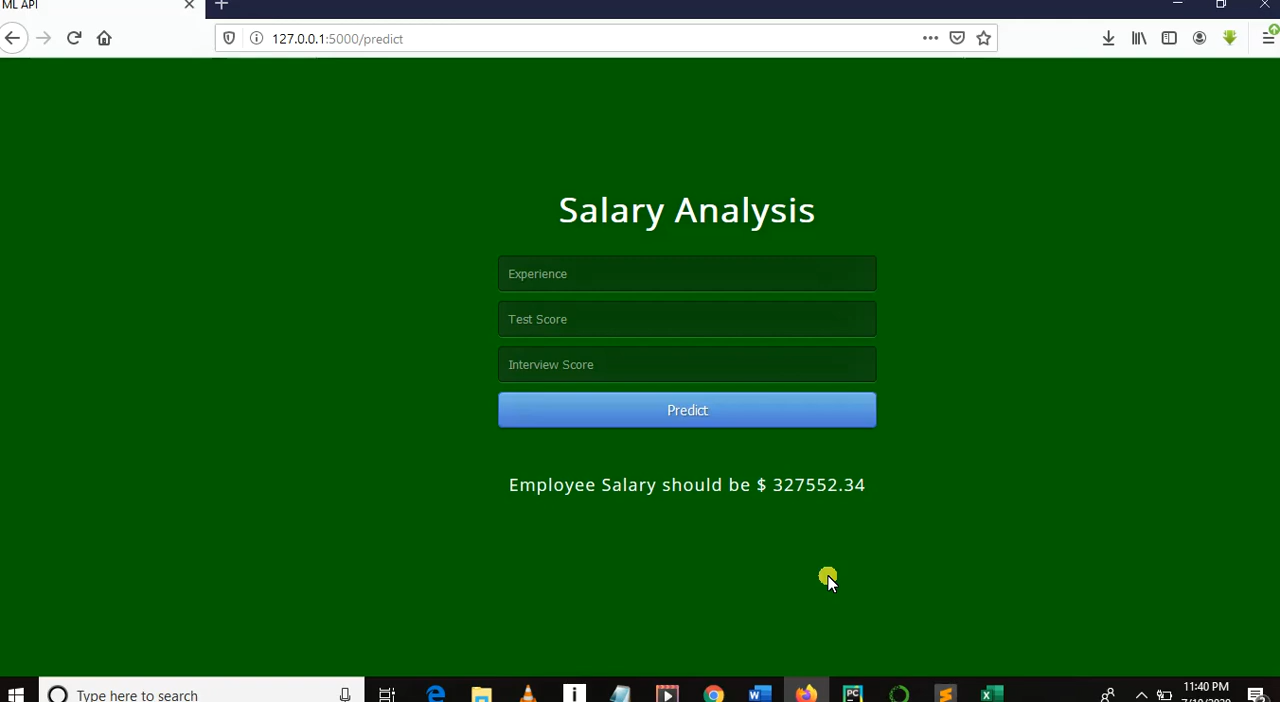 ML API
127.0.0.1:5000/predict
Salary Analysis
Experience
Test Score
Interview Score
Predict
Employee Salary should be $ 327552.34
Type here to search
11:40 PM